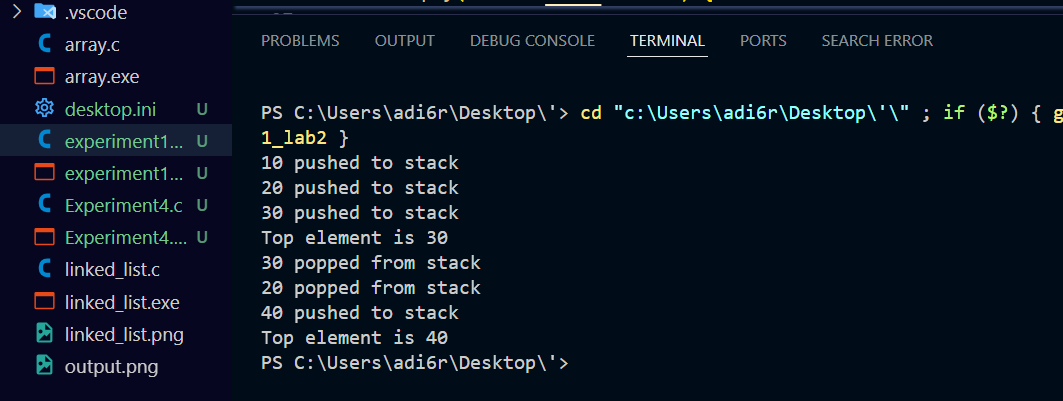 .vscode
array.c
array.exe
desktop.ini U
experiment1... U
experiment1... U
Experiment4.c U
Experiment4.... U
linked_list.c
linked_list.exe
linked_list.png
output.png
PROBLEMS OUTPUT DEBUG CONSOLE TERMINAL PORTS SEARCH ERROR
PS C:\Users\adi6r\Desktop\'> cd "c:\Users\adi6r\Desktop\'\" ; if ($?) { g
1_lab2 }
10 pushed to stack
20 pushed to stack
30 pushed to stack
Top element is 30
30 popped from stack
20 popped from stack
40 pushed to stack
Top element is 40
PS C:\Users\adi6r\Desktop\'>